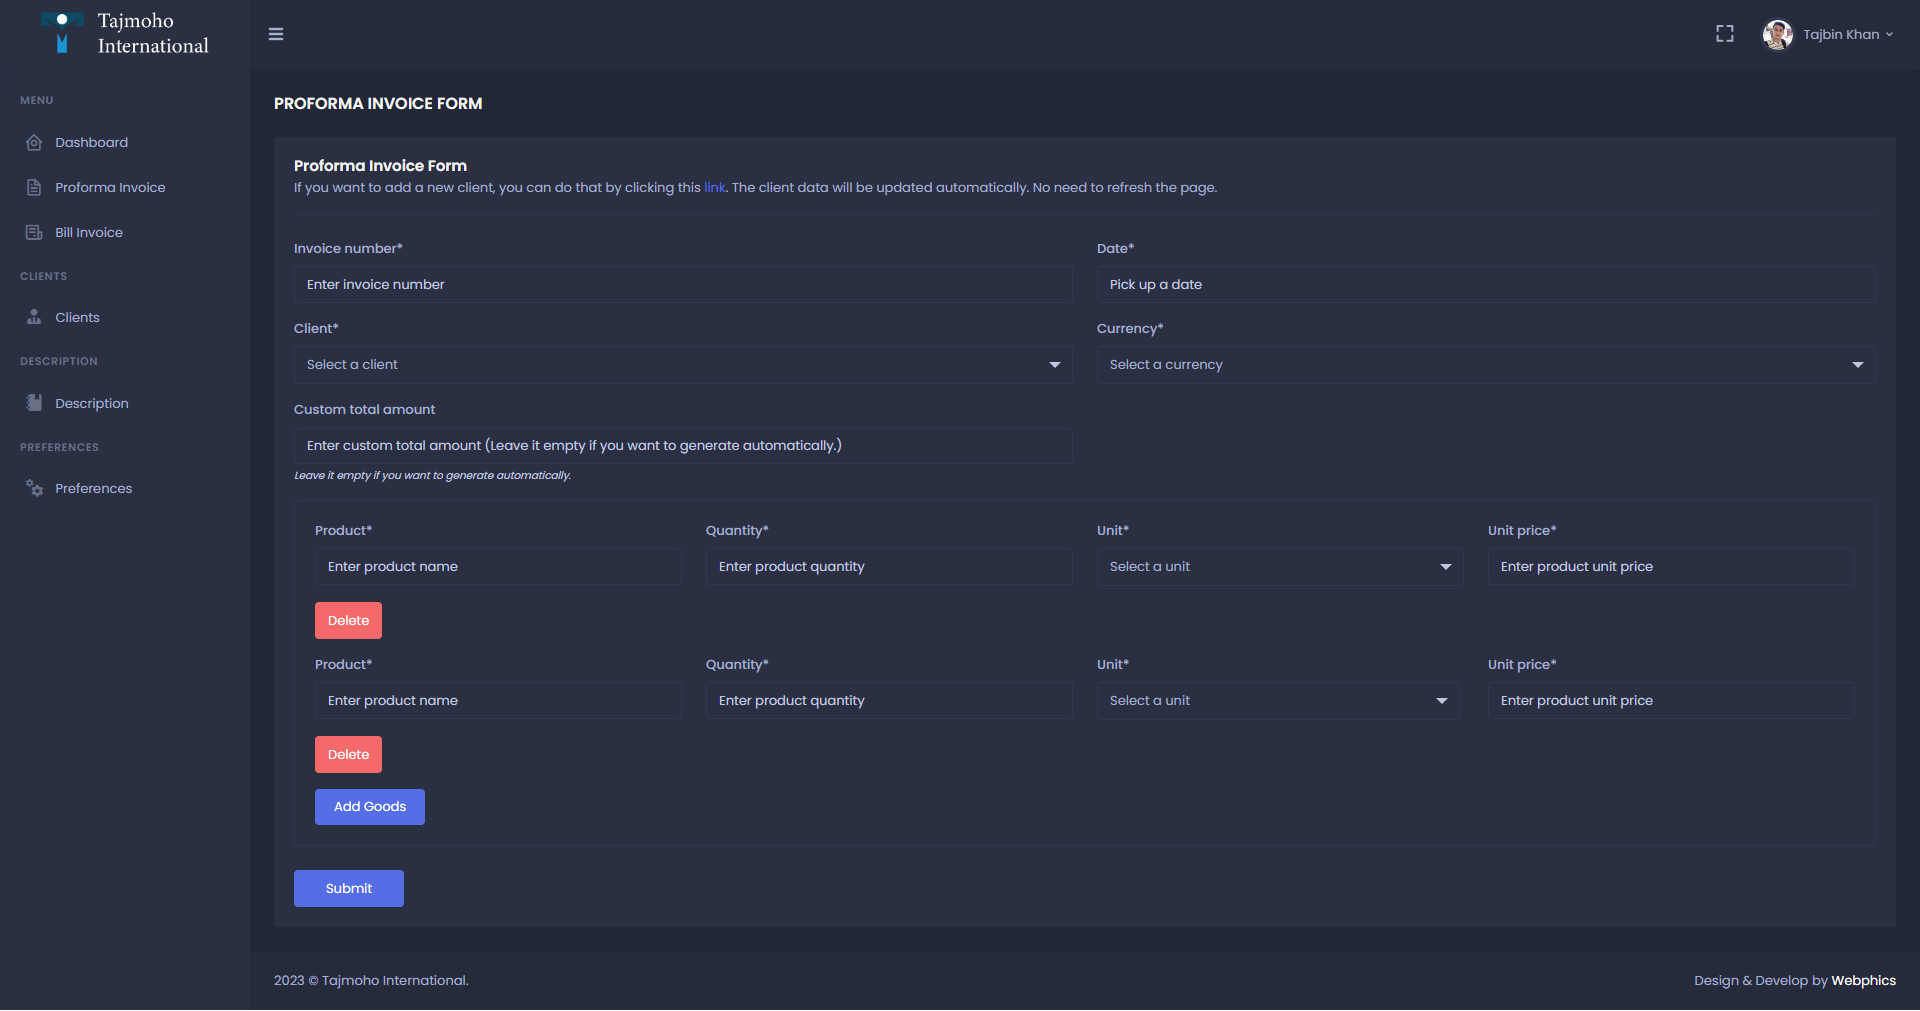 Tajmoho
International
Tajbin Khan
MENU
Dashboard
Proforma Invoice
Bill Invoice
CLIENTS
Clients
DESCRIPTION
Description
PREFERENCES
Preferences
PROFORMA INVOICE FORM
Proforma Invoice Form
If you want to add a new client, you can do that by clicking this link. The client data will be updated automatically. No need to refresh the page.
Invoice number* Date*
Enter invoice number Pick up a date
Client* Currency*
Select a client Select a currency
Custom total amount
Enter custom total amount (Leave it empty if you want to generate automatically.)
Leave it empty if you want to generate automatically.
Product* Quantity* Unit* Unit price*
Enter product name Enter product quantity Select a unit Enter product unit price
Delete
Product* Quantity* Unit* Unit price*
Enter product name Enter product quantity Select a unit Enter product unit price
Delete
Add Goods
Submit
2023 © Tajmoho International. Design & Develop by Webphics